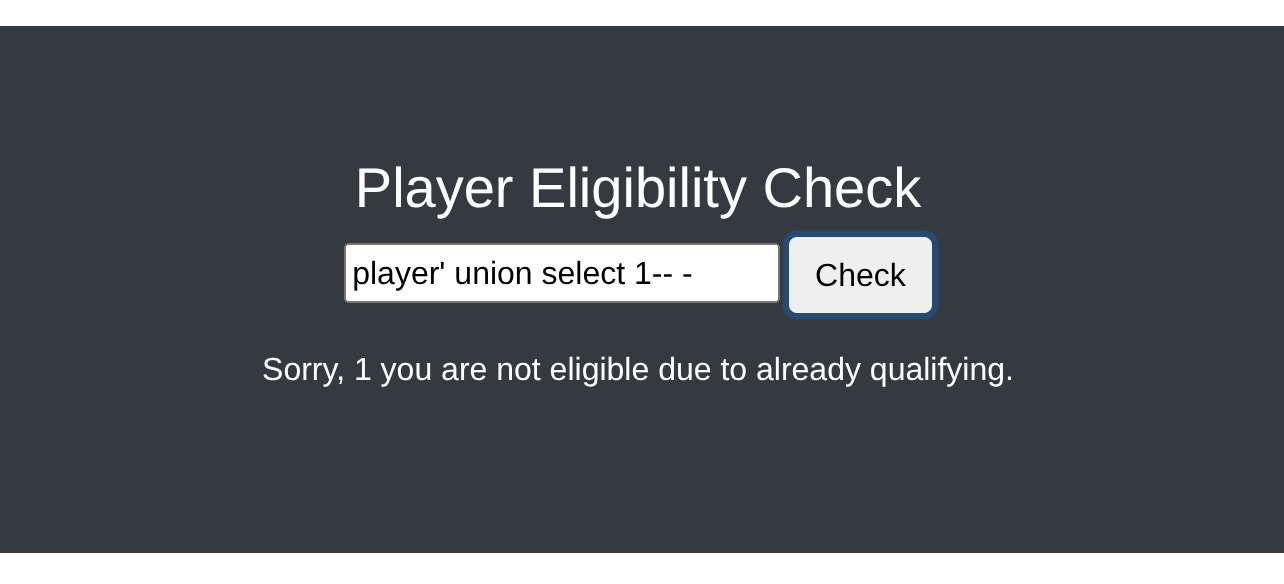 Player Eligibility Check
player' union select 1-- -
Check
Sorry, 1 you are not eligible due to already qualifying.